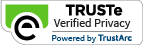 TRUSTe
Verified Privacy
Powered by TrustArc